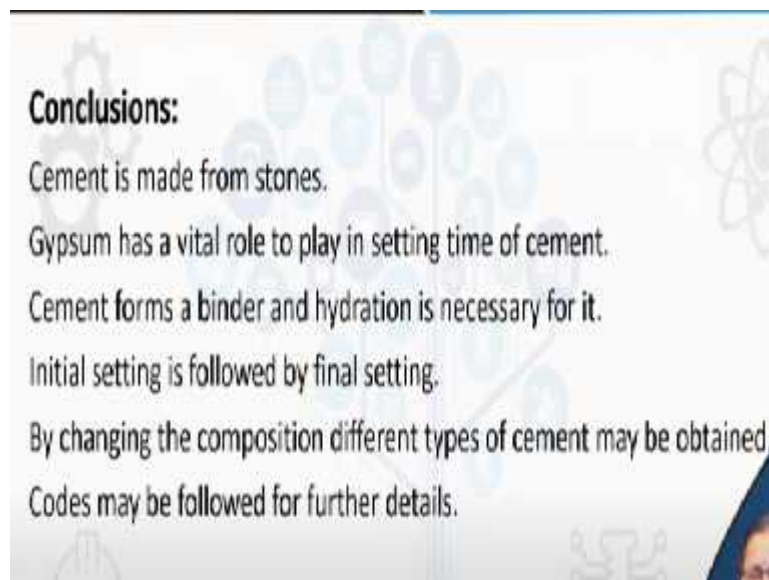 Conclusions:
Cement is made from stones.
Gypsum has a vital role to play in setting time of cement.
Cement forms a binder and hydration is necessary for it.
Initial setting is followed by final setting.
By changing the composition different types of cement may be obtained
Codes may be followed for further details.